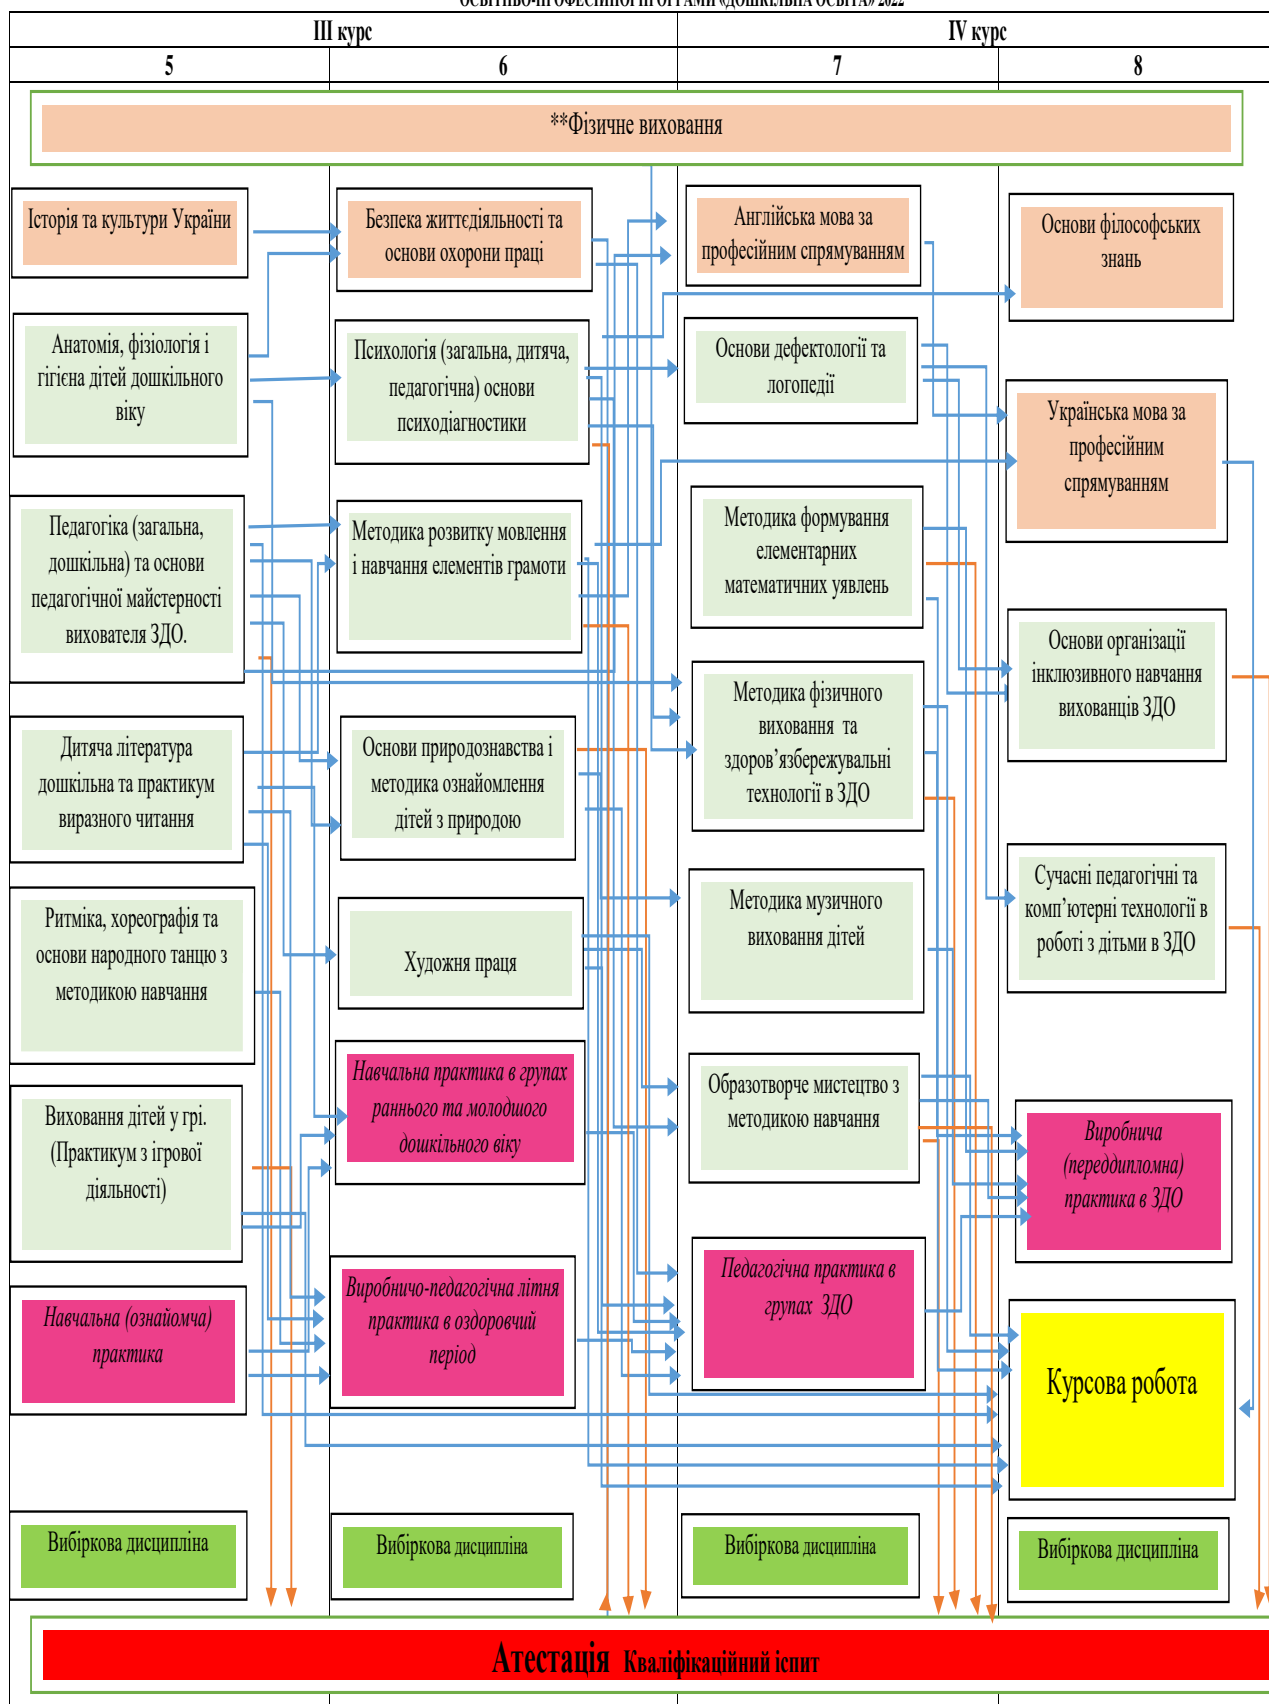 ОСВІТНЬО-ПРОФЕСІЙНОЇ ПРОГРАМИ «ДОШКІЛЬНА ОСВІТА» 2022
ІІІ курс
IV курс
5
6
7
8
**Фізичне виховання
Історія та культури України
Анатомія, фізіологія і
гігієна дітей дошкільного
віку
Педагогіка (загальна,
дошкільна) та основи
педагогічної майстерності
вихователя ЗДО.
Дитяча література
дошкільна та практикум
виразного читання
Ритміка, хореографія та
основи народного танцю з
методикою навчання
Виховання дітей у грі.
(Практикум з ігрової
діяльності)
Навчальна (ознайомча)
практика
Вибіркова дисципліна
Безпека життєдіяльності та
основи охорони праці
Психологія (загальна, дитяча,
педагогічна) основи
психодіагностики
Методика розвитку мовлення
і навчання елементів грамоти
Основи природознавства і
методика ознайомлення
дітей з природою
Художня праця
Навчальна практика в групах
раннього та молодшого
дошкільного віку
Виробничо-педагогічна літня
практика в оздоровчий
період
Вибіркова дисципліна
Англійська мова за
професійним спрямуванням
Основи дефектології та
логопедії
Методика формування
елементарних
математичних уявлень
Методика фізичного
виховання та
здоров’язбережувальні
технології в ЗДО
Методика музичного
виховання дітей
Образотворче мистецтво з
методикою навчання
Педагогічна практика в
групах ЗДО
Вибіркова дисципліна
Основи філософських
знань
Українська мова за
професійним
спрямуванням
Основи організації
інклюзивного навчання
вихованців ЗДО
Сучасні педагогічні та
комп’ютерні технології в
роботі з дітьми в ЗДО
Виробнича
(переддипломна)
практика в ЗДО
Курсова робота
Вибіркова дисципліна
Атестація Кваліфікаційний іспит